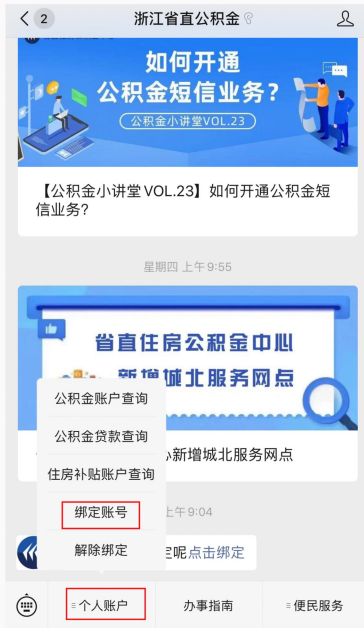 2
浙江省直公积金
如何开通
公积金短信业务？
公积金小讲堂VOL.23
【公积金小讲堂VOL.23】如何开通公积金短
信业务？
星期四 上午9:55
省直住房公积金中心
新增城北服务网点
公积金账户查询
公积金贷款查询
新增城北服务网点
住房补贴账户查询
绑定账号
上午9:04
解除绑定
定呢点击绑定
个人账户
办事指南
便民服务